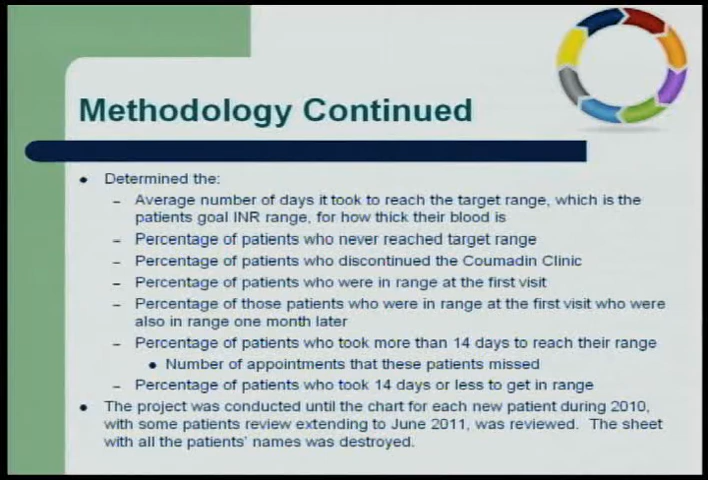 Methodology Continued
Determined the:
– Average number of days it took to reach the target range, which is the
patients goal INR range, for how thick their blood is
– Percentage of patients who never reached target range
– Percentage of patients who discontinued the Coumadin Clinic
– Percentage of patients who were in range at the first visit
– Percentage of those patients who were in range at the first visit who were
also in range one month later
– Percentage of patients who took more than 14 days to reach their range
• Number of appointments that these patients missed
– Percentage of patients who took 14 days or less to get in range
• The project was conducted until the chart for each new patient during 2010,
with some patients review extending to June 2011, was reviewed. The sheet
with all the patients' names was destroyed.